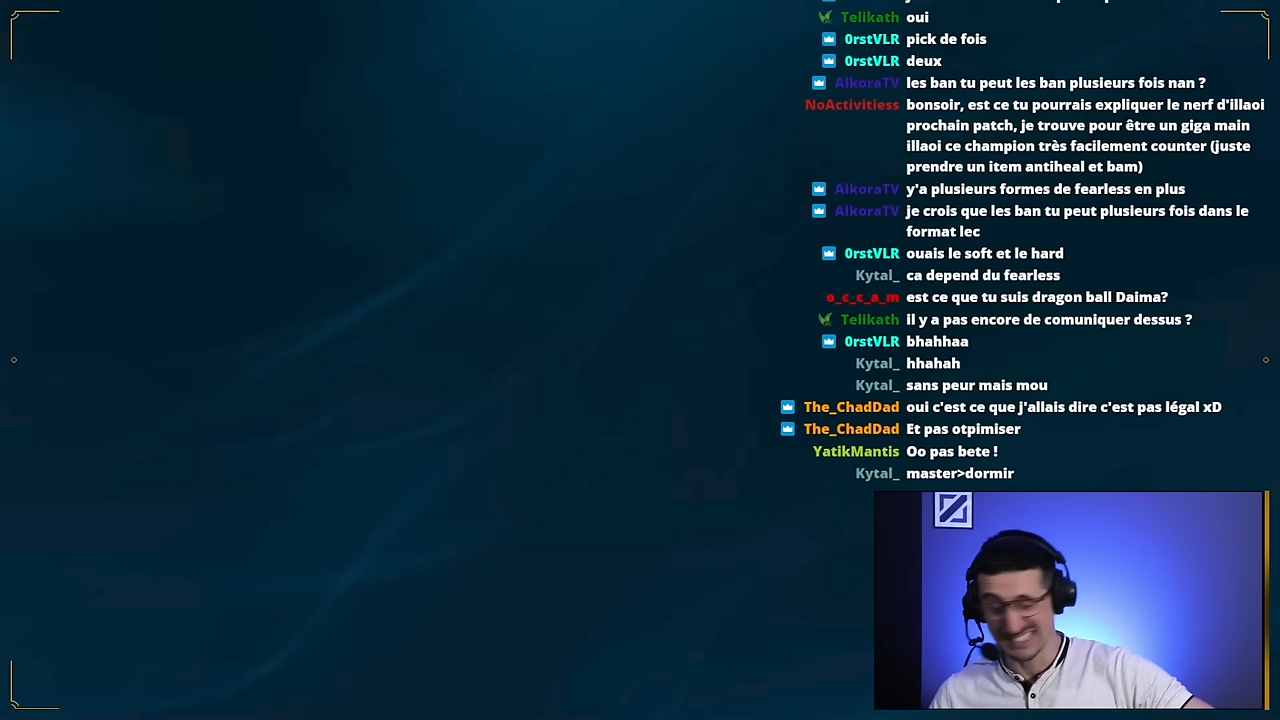 Telikath oui
0rstVLR pick de fois
0rstVLR deux
AlkoraTV les ban tu peut les ban plusieurs fois nan ?
NoActivitiess bonsoir, est ce tu pourrais expliquer le nerf d'illaoi
prochain patch, je trouve pour être un giga main
illaoi ce champion très facilement counter (juste
prendre un item antiheal et bam)
AlkoraTV y'a plusieurs formes de fearless en plus
AlkoraTV je crois que les ban tu peut plusieurs fois dans le
format lec
0rstVLR ouais le soft et le hard
Kytal_ ca depend du fearless
o_c_c_a_m est ce que tu suis dragon ball Daima?
Telikath il y a pas encore de comuniquer dessus ?
0rstVLR bhahhaa
Kytal_ hhahah
Kytal_ sans peur mais mou
The_ChadDad oui c'est ce que j'allais dire c'est pas légal xD
The_ChadDad Et pas otpimiser
YatikMantis Oo pas bete !
Kytal_ master>dormir